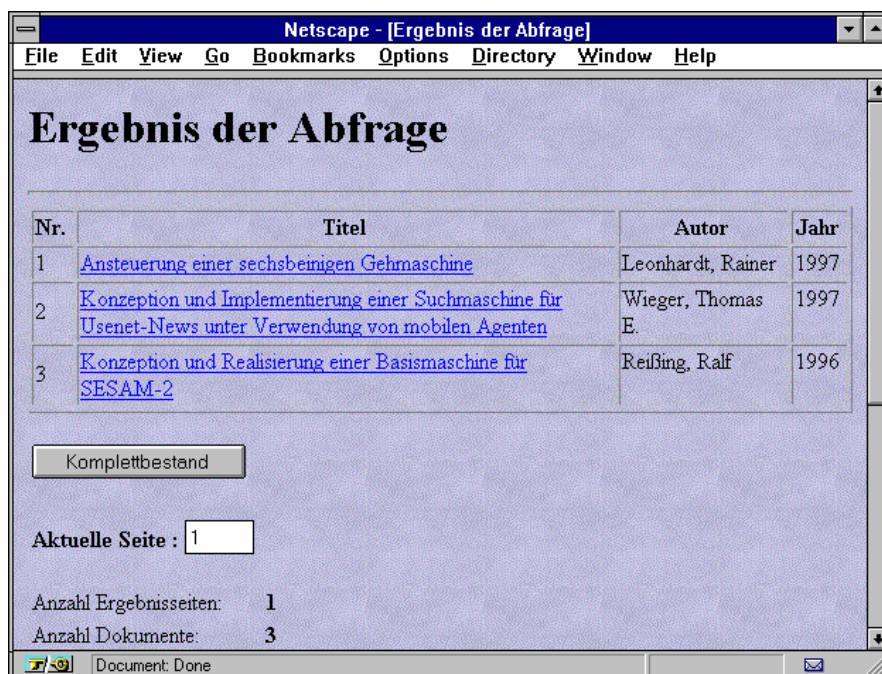 Netscape - [Ergebnis der Abfrage]
File Edit View Go Bookmarks Options Directory Window Help
Ergebnis der Abfrage
Nr. Titel Autor Jahr
1 Ansteuerung einer sechsbeinigen Gehmaschine Leonhardt, Rainer 1997
2 Konzeption und Implementierung einer Suchmaschine für Wieger, Thomas 1997
Usenet-News unter Verwendung von mobilen Agenten E.
3 Konzeption und Realisierung einer Basismaschine für Reißing, Ralf 1996
SESAM-2
Komplettbestand
Aktuelle Seite : 1
Anzahl Ergebnisseiten: 1
Anzahl Dokumente: 3
Document: Done